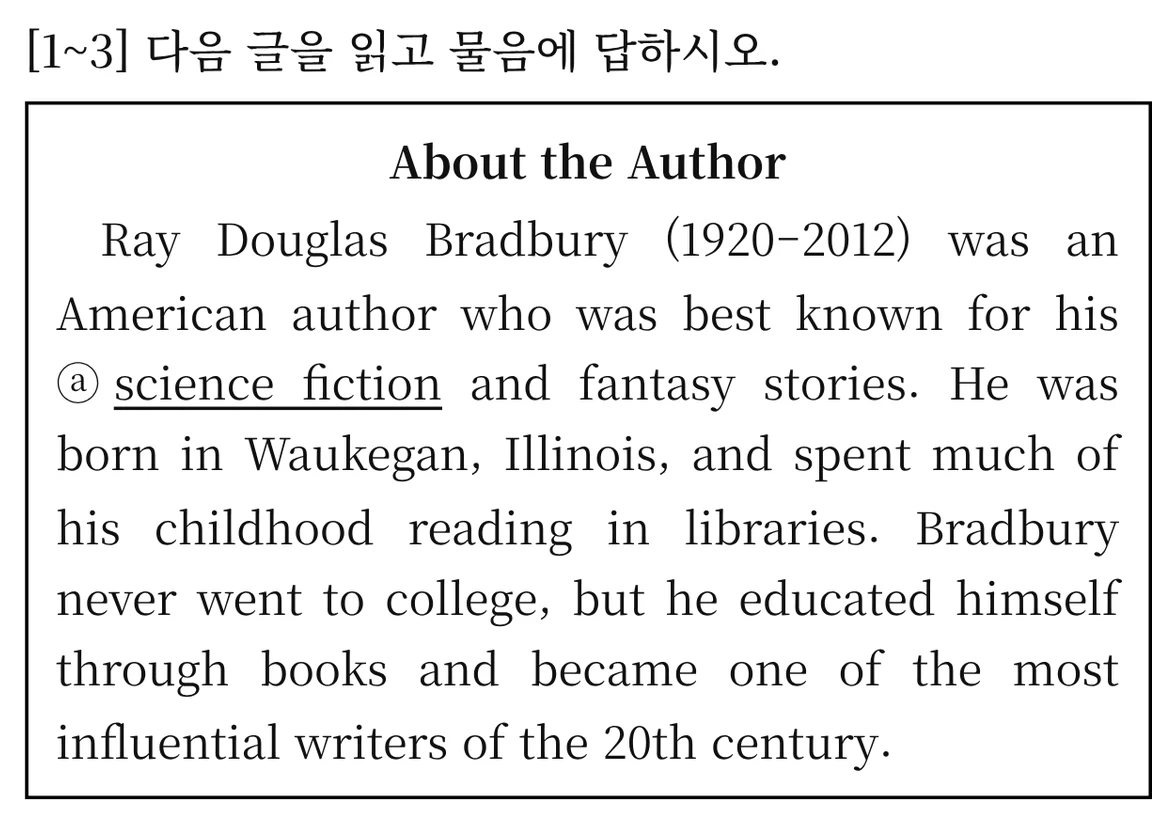 [1~3] 다음 글을 읽고 물음에 답하시오.
About the Author
Ray Douglas Bradbury (1920-2012) was an
American author who was best known for his
ⓐ science fiction and fantasy stories. He was
born in Waukegan, Illinois, and spent much of
his childhood reading in libraries. Bradbury
never went to college, but he educated himself
through books and became one of the most
influential writers of the 20th century.